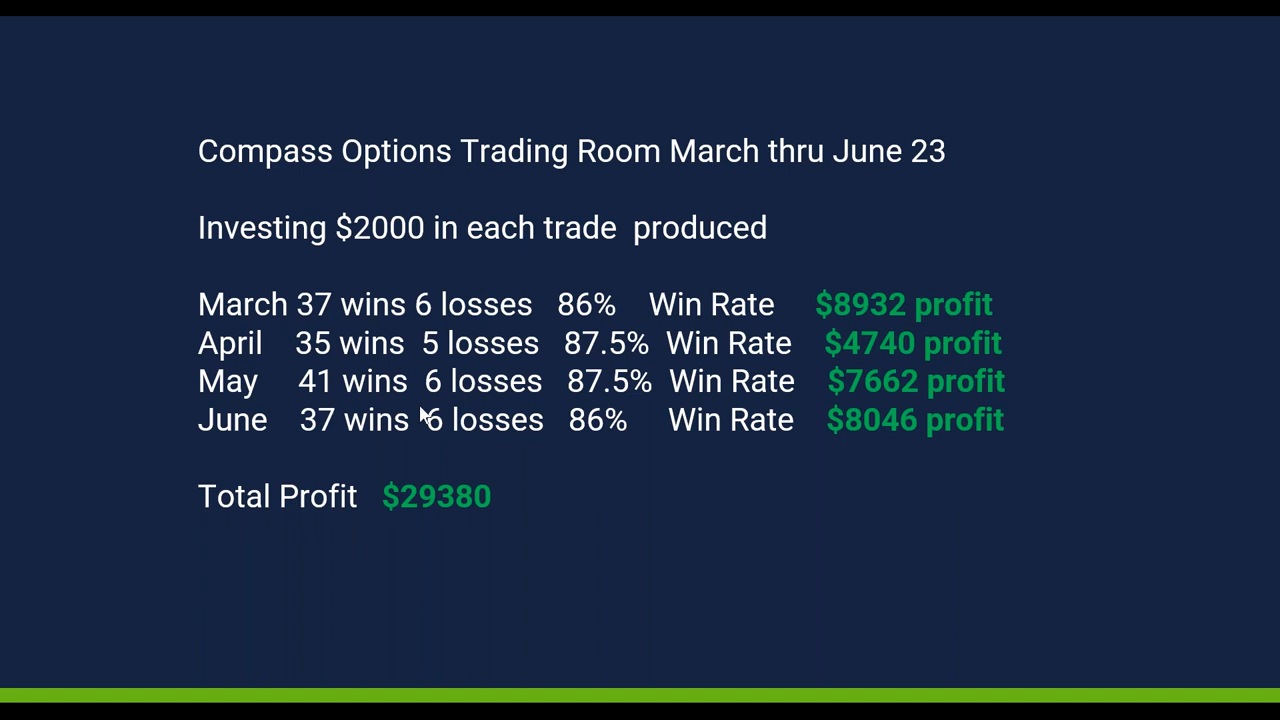 Compass Options Trading Room March thru June 23
Investing $2000 in each trade produced
March 37 wins 6 losses 86% Win Rate $8932 profit
April 35 wins 5 losses 87.5% Win Rate $4740 profit
May 41 wins 6 losses 87.5% Win Rate $7662 profit
June 37 wins 6 losses 86% Win Rate $8046 profit
Total Profit $29380